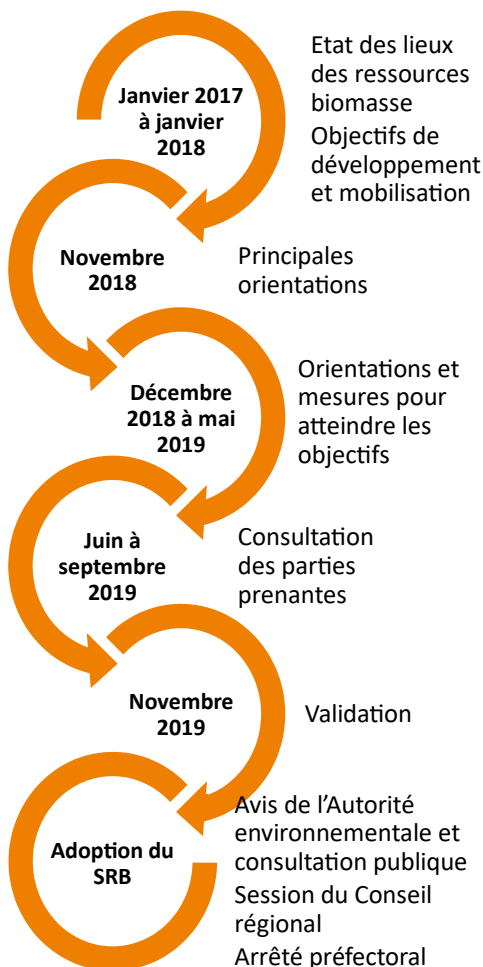 Janvier 2017
à janvier
2018
Etat des lieux
des ressources
biomasse
Objectifs de
développement
et mobilisation
Novembre
2018
Principales
orientations
Décembre
2018 à mai
2019
Orientations et
mesures pour
atteindre les
objectifs
Juin à
septembre
2019
Consultation
des parties
prenantes
Novembre
2019
Validation
Adoption du
SRB
Avis de l’Autorité
environnementale et
consultation publique
Session du Conseil
régional
Arrêté préfectoral